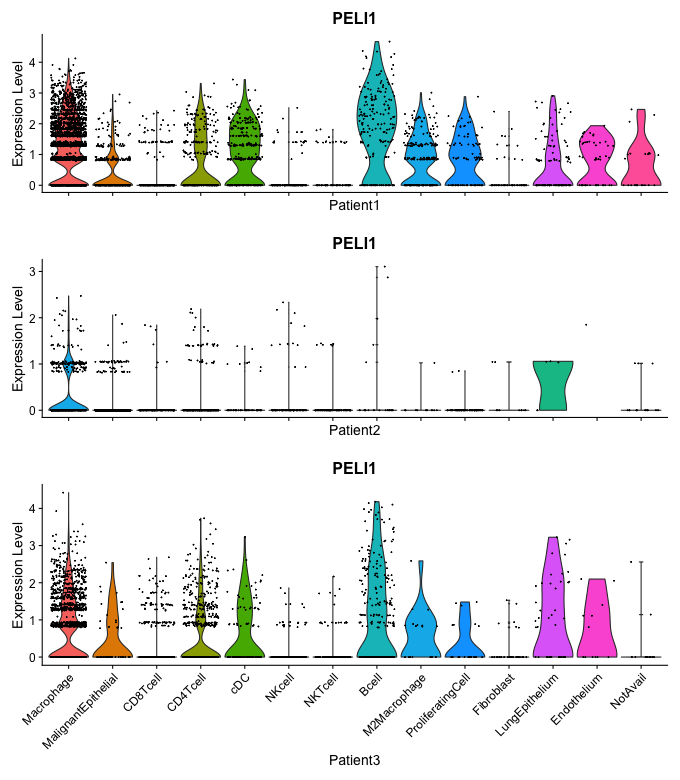 PELI1
Expression Level
4
3
2
1
0
Patient1
PELI1
Expression Level
3
2
1
0
Patient2
PELI1
Expression Level
4
3
2
1
0
Macrophage
MalignantEpithelial
CD8Tcell
CD4Tcell
cDC
NKcell
NKTcell
Bcell
M2Macrophage
ProliferatingCell
Fibroblast
LungEpithelium
Endothelium
NotAvail
Patient3